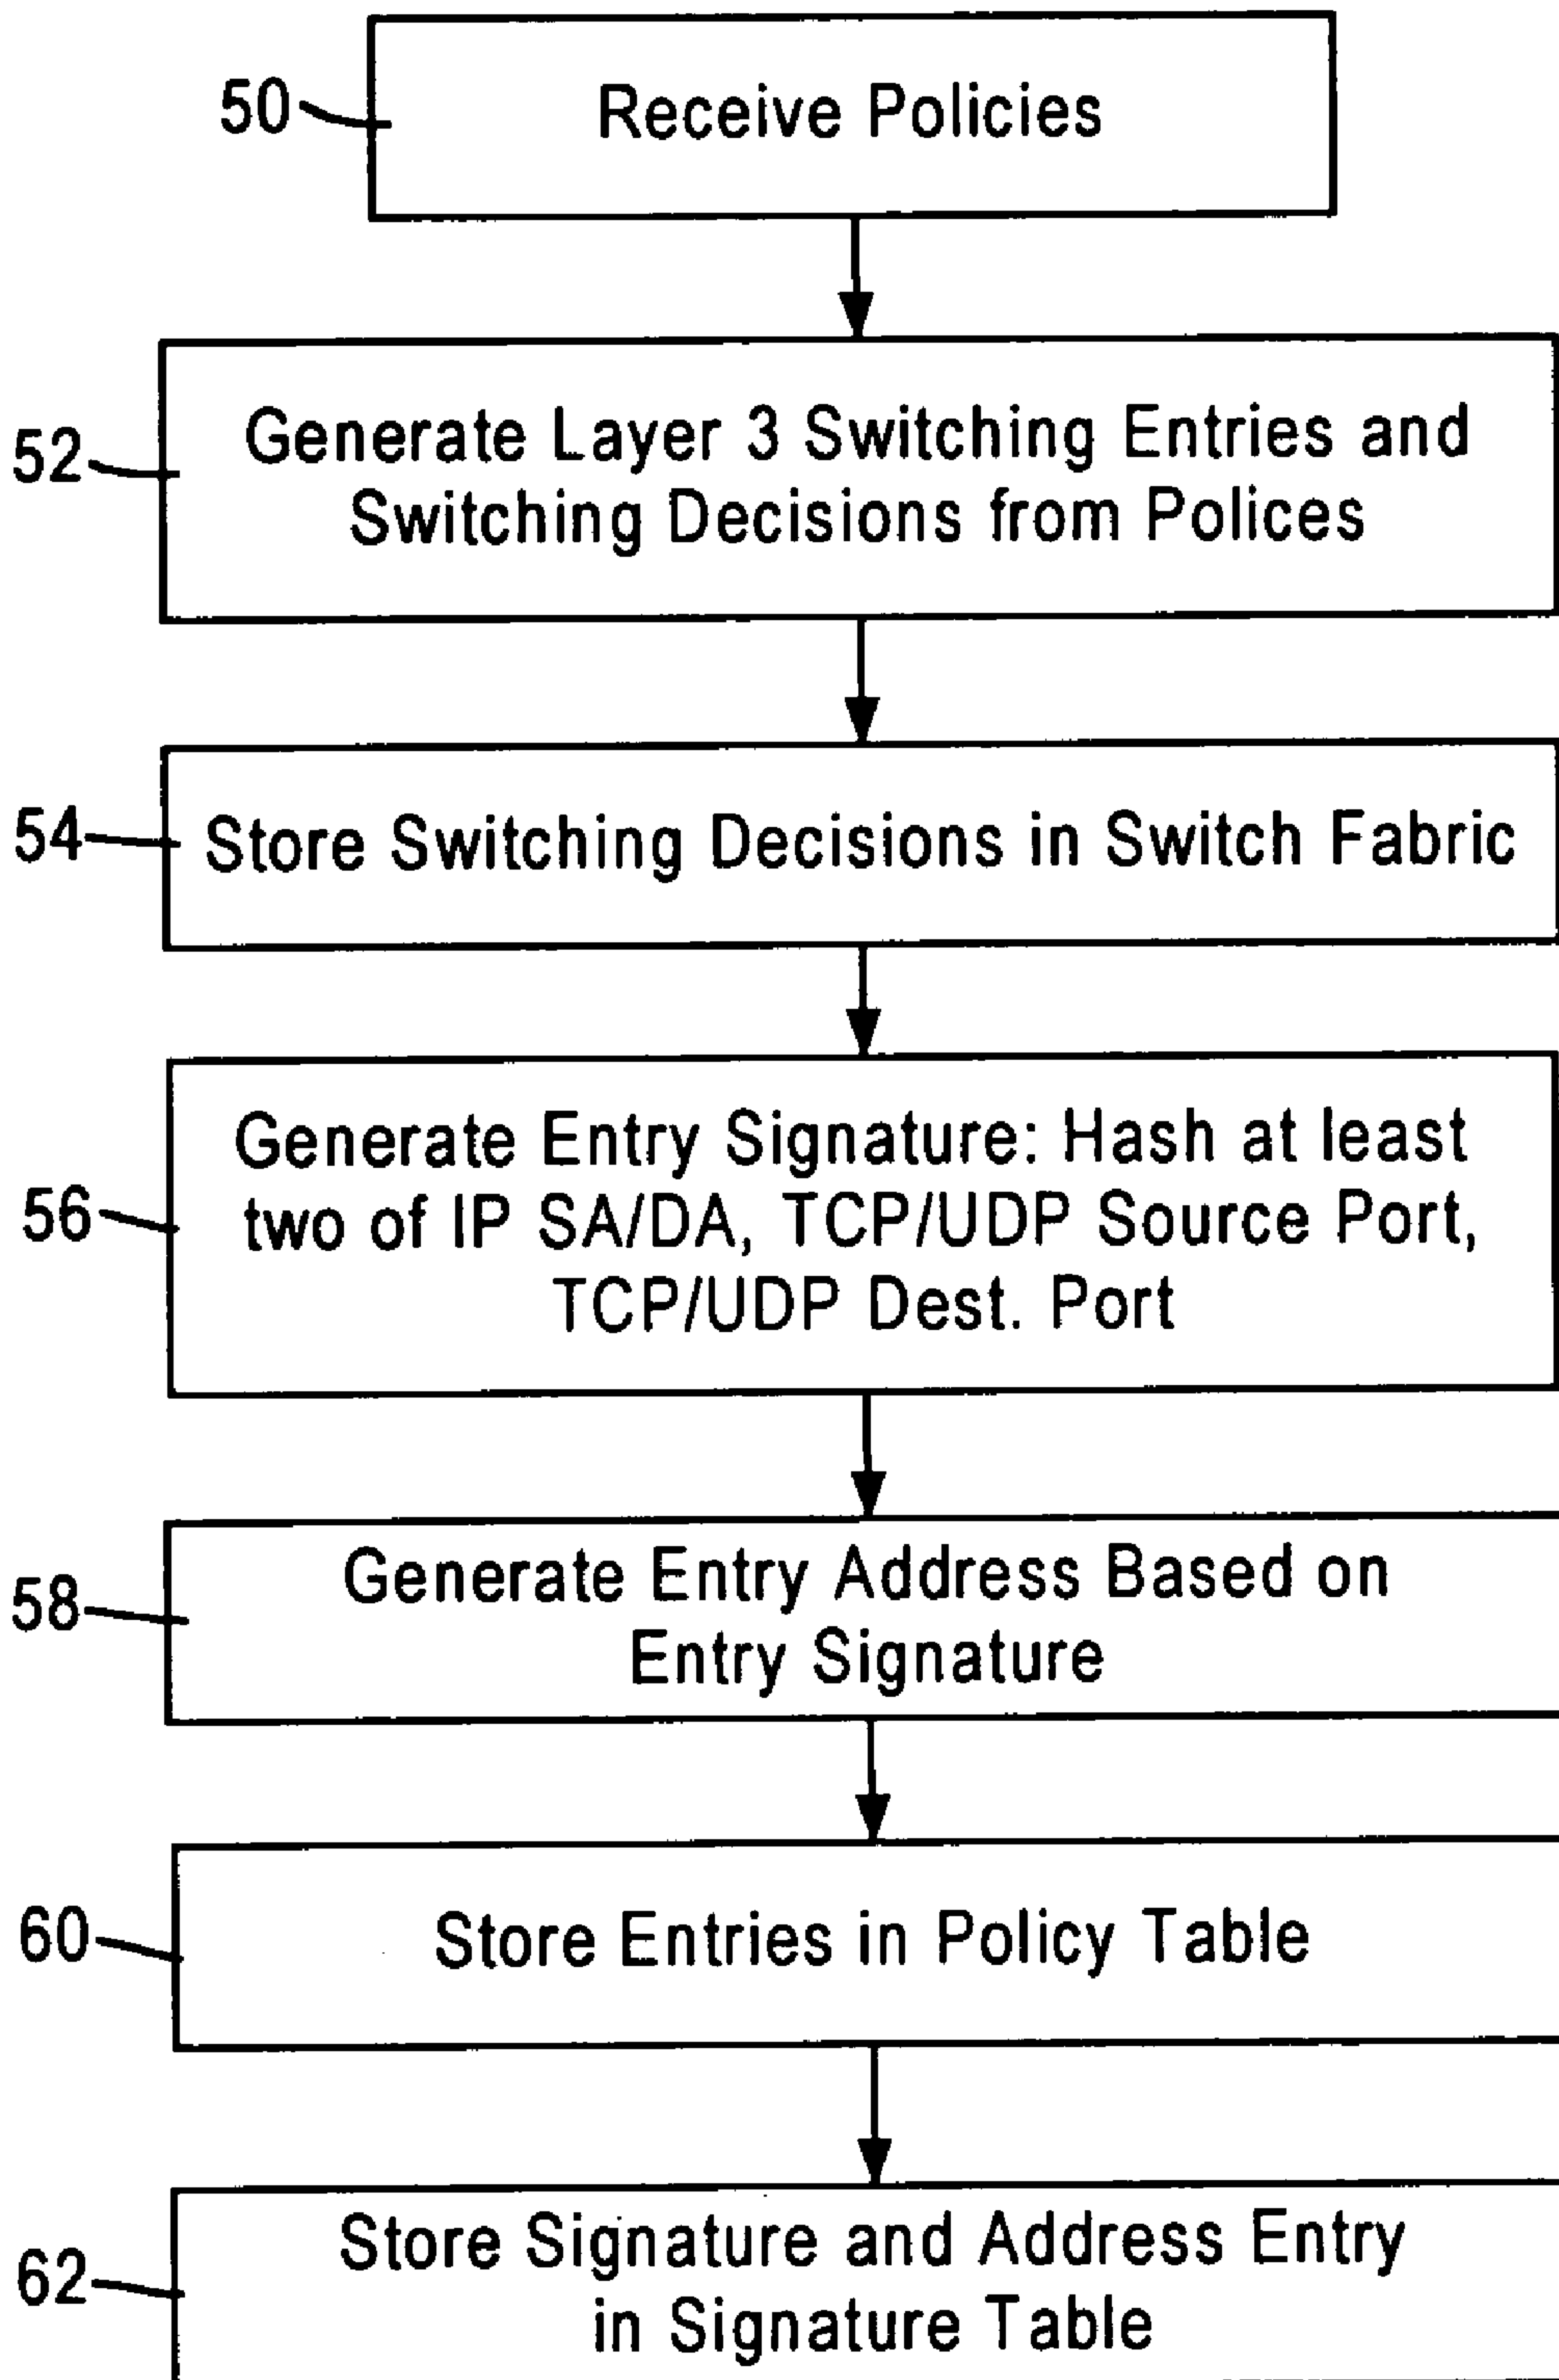 50
Receive Policies
52
Generate Layer 3 Switching Entries and
Switching Decisions from Polices
54
Store Switching Decisions in Switch Fabric
56
Generate Entry Signature: Hash at least
two of IP SA/DA, TCP/UDP Source Port,
TCP/UDP Dest. Port
58
Generate Entry Address Based on
Entry Signature
60
Store Entries in Policy Table
62
Store Signature and Address Entry
in Signature Table